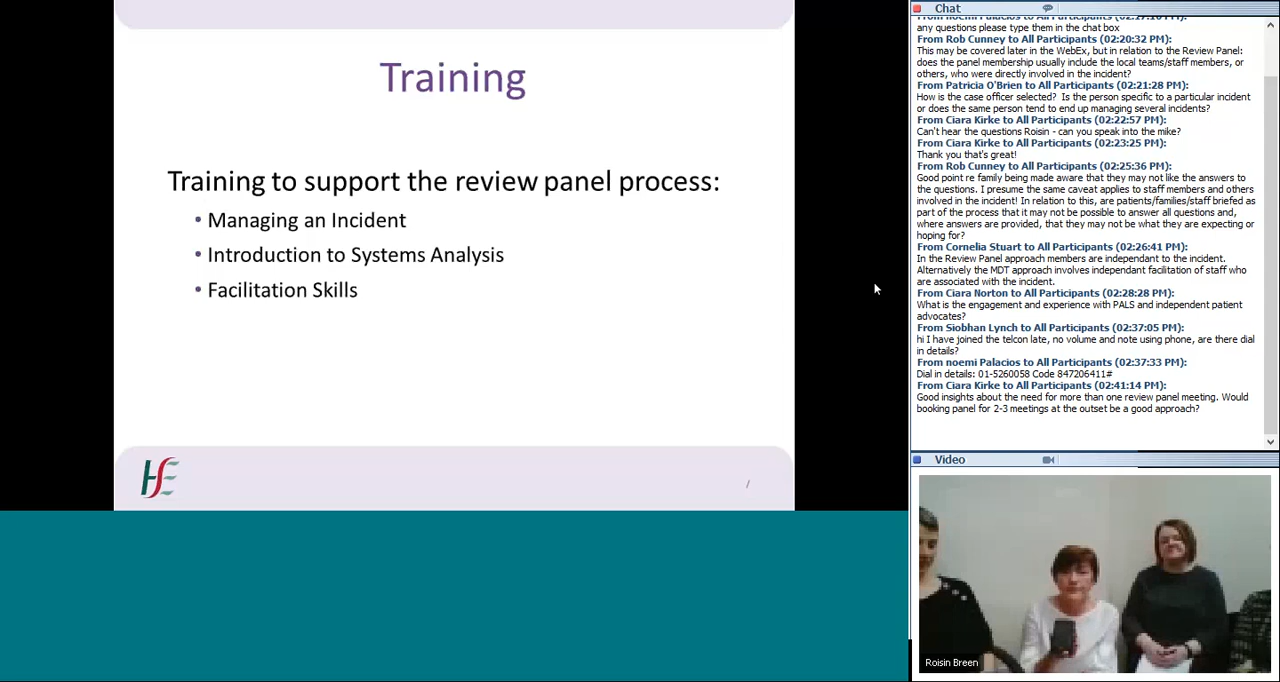 Training
Training to support the review panel process:
• Managing an Incident
• Introduction to Systems Analysis
• Facilitation Skills
HSE
/
Chat
From noemi Palacios to All Participants (02:27:10 PM):
any questions please type them in the chat box
From Rob Cunney to All Participants (02:20:32 PM):
This may be covered later in the WebEx, but in relation to the Review Panel:
does the panel membership usually include the local teams/staff members, or
others, who were directly involved in the incident?
From Patricia O'Brien to All Participants (02:21:28 PM):
How is the case officer selected? Is the person specific to a particular incident
or does the same person tend to end up managing several incidents?
From Ciara Kirke to All Participants (02:22:57 PM):
Can't hear the questions Roisin - can you speak into the mike?
From Ciara Kirke to All Participants (02:23:25 PM):
Thank you that's great!
From Rob Cunney to All Participants (02:25:36 PM):
Good point re family being made aware that they may not like the answers to
the questions. I presume the same caveat applies to staff members and others
involved in the incident! In relation to this, are patients/families/staff briefed as
part of the process that it may not be possible to answer all questions and,
where answers are provided, that they may not be what they are expecting or
hoping for?
From Cornelia Stuart to All Participants (02:26:41 PM):
In the Review Panel approach members are independant to the incident.
Alternatively the MDT approach involves independant facilitation of staff who
are associated with the incident.
From Ciara Norton to All Participants (02:28:28 PM):
What is the engagement and experience with PALS and independent patient
advocates?
From Siobhan Lynch to All Participants (02:37:05 PM):
hi I have joined the telcon late, no volume and note using phone, are there dial
in details?
From noemi Palacios to All Participants (02:37:33 PM):
Dial in details: 01-5260058 Code 847206411#
From Ciara Kirke to All Participants (02:41:14 PM):
Good insights about the need for more than one review panel meeting. Would
booking panel for 2-3 meetings at the outset be a good approach?
Video
Roisin Breen